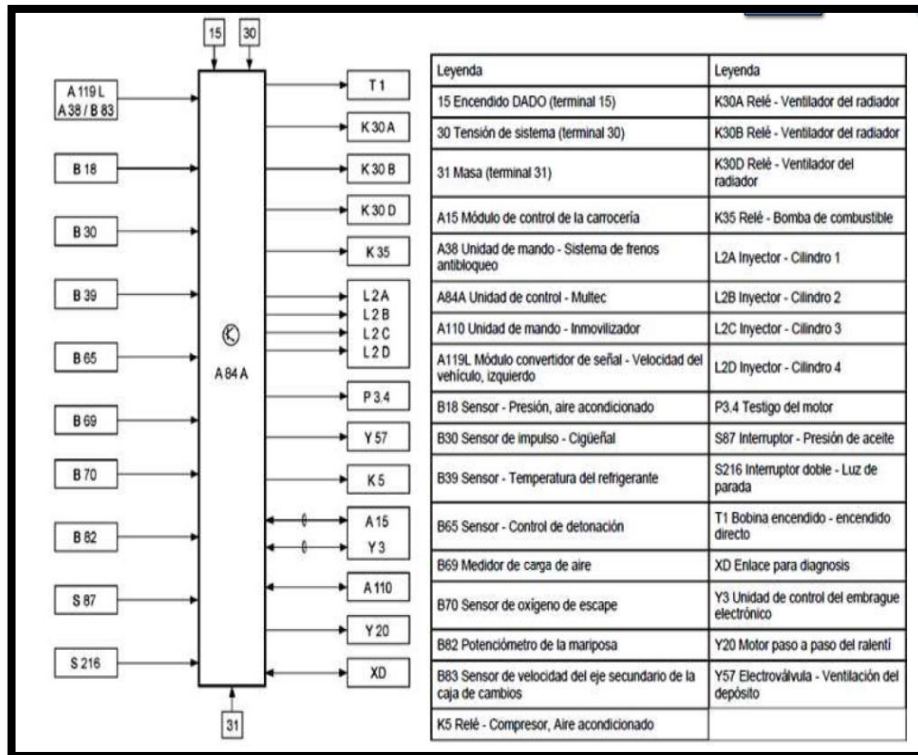 15
30
A 119 L
A 38 / B 83
B 18
B 30
B 39
B 65
B 69
B 70
B 82
S 87
S 216
A 84 A
31
T 1
K 30 A
K 30 B
K 30 D
K 35
L 2 A
L 2 B
L 2 C
L 2 D
P 3.4
Y 57
K 5
A 15
Y 3
A 110
Y 20
XD
Leyenda
Leyenda
15 Encendido DADO (terminal 15)
K30A Relé - Ventilador del radiador
30 Tensión de sistema (terminal 30)
K30B Relé - Ventilador del radiador
31 Masa (terminal 31)
K30D Relé - Ventilador del
radiador
A15 Módulo de control de la carrocería
K35 Relé - Bomba de combustible
A38 Unidad de mando - Sistema de frenos
antibloqueo
L2A Inyector - Cilindro 1
A84A Unidad de control - Multec
L2B Inyector - Cilindro 2
A110 Unidad de mando - Inmovilizador
L2C Inyector - Cilindro 3
A119L Módulo convertidor de señal - Velocidad del
vehículo, izquierdo
L2D Inyector - Cilindro 4
B18 Sensor - Presión, aire acondicionado
P3.4 Testigo del motor
B30 Sensor de impulso - Cigüeñal
S87 Interruptor - Presión de aceite
B39 Sensor - Temperatura del refrigerante
S216 Interruptor doble - Luz de
parada
B65 Sensor - Control de detonación
T1 Bobina encendido - encendido
directo
B69 Medidor de carga de aire
XD Enlace para diagnosis
B70 Sensor de oxígeno de escape
Y3 Unidad de control del embrague
electrónico
B82 Potenciómetro de la mariposa
Y20 Motor paso a paso del ralentí
B83 Sensor de velocidad del eje secundario de la
caja de cambios
Y57 Electroválvula - Ventilación del
depósito
K5 Relé - Compresor, Aire acondicionado